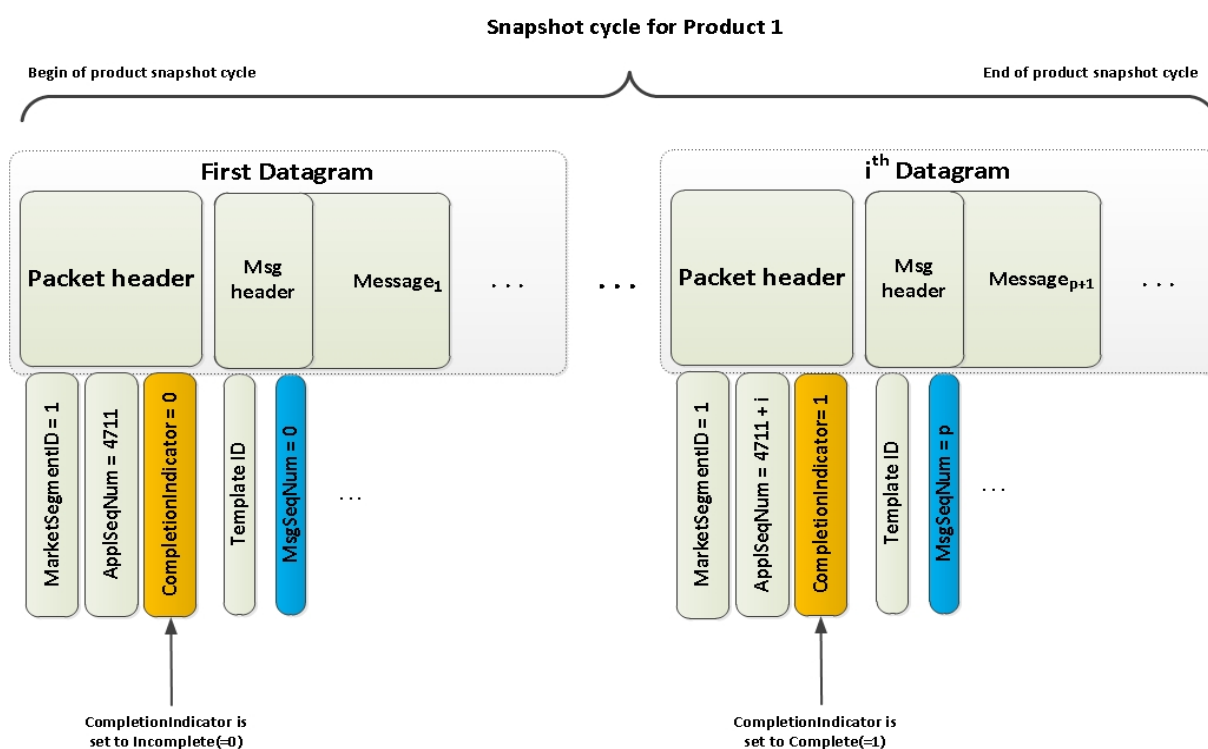 Snapshot cycle for Product 1
Begin of product snapshot cycle
End of product snapshot cycle
First Datagram
Packet header
Msg
header
Message1
. . .
MarketSegmentID = 1
ApplSeqNum = 4711
CompletionIndicator = 0
Template ID
MsgSeqNum = 0
. . .
CompletionIndicator is
set to Incomplete(=0)
. . .
ith Datagram
Packet header
Msg
header
Messagep+1
. . .
MarketSegmentID = 1
ApplSeqNum = 4711 + i
CompletionIndicator= 1
Template ID
MsgSeqNum = p
. . .
CompletionIndicator is
set to Complete(=1)